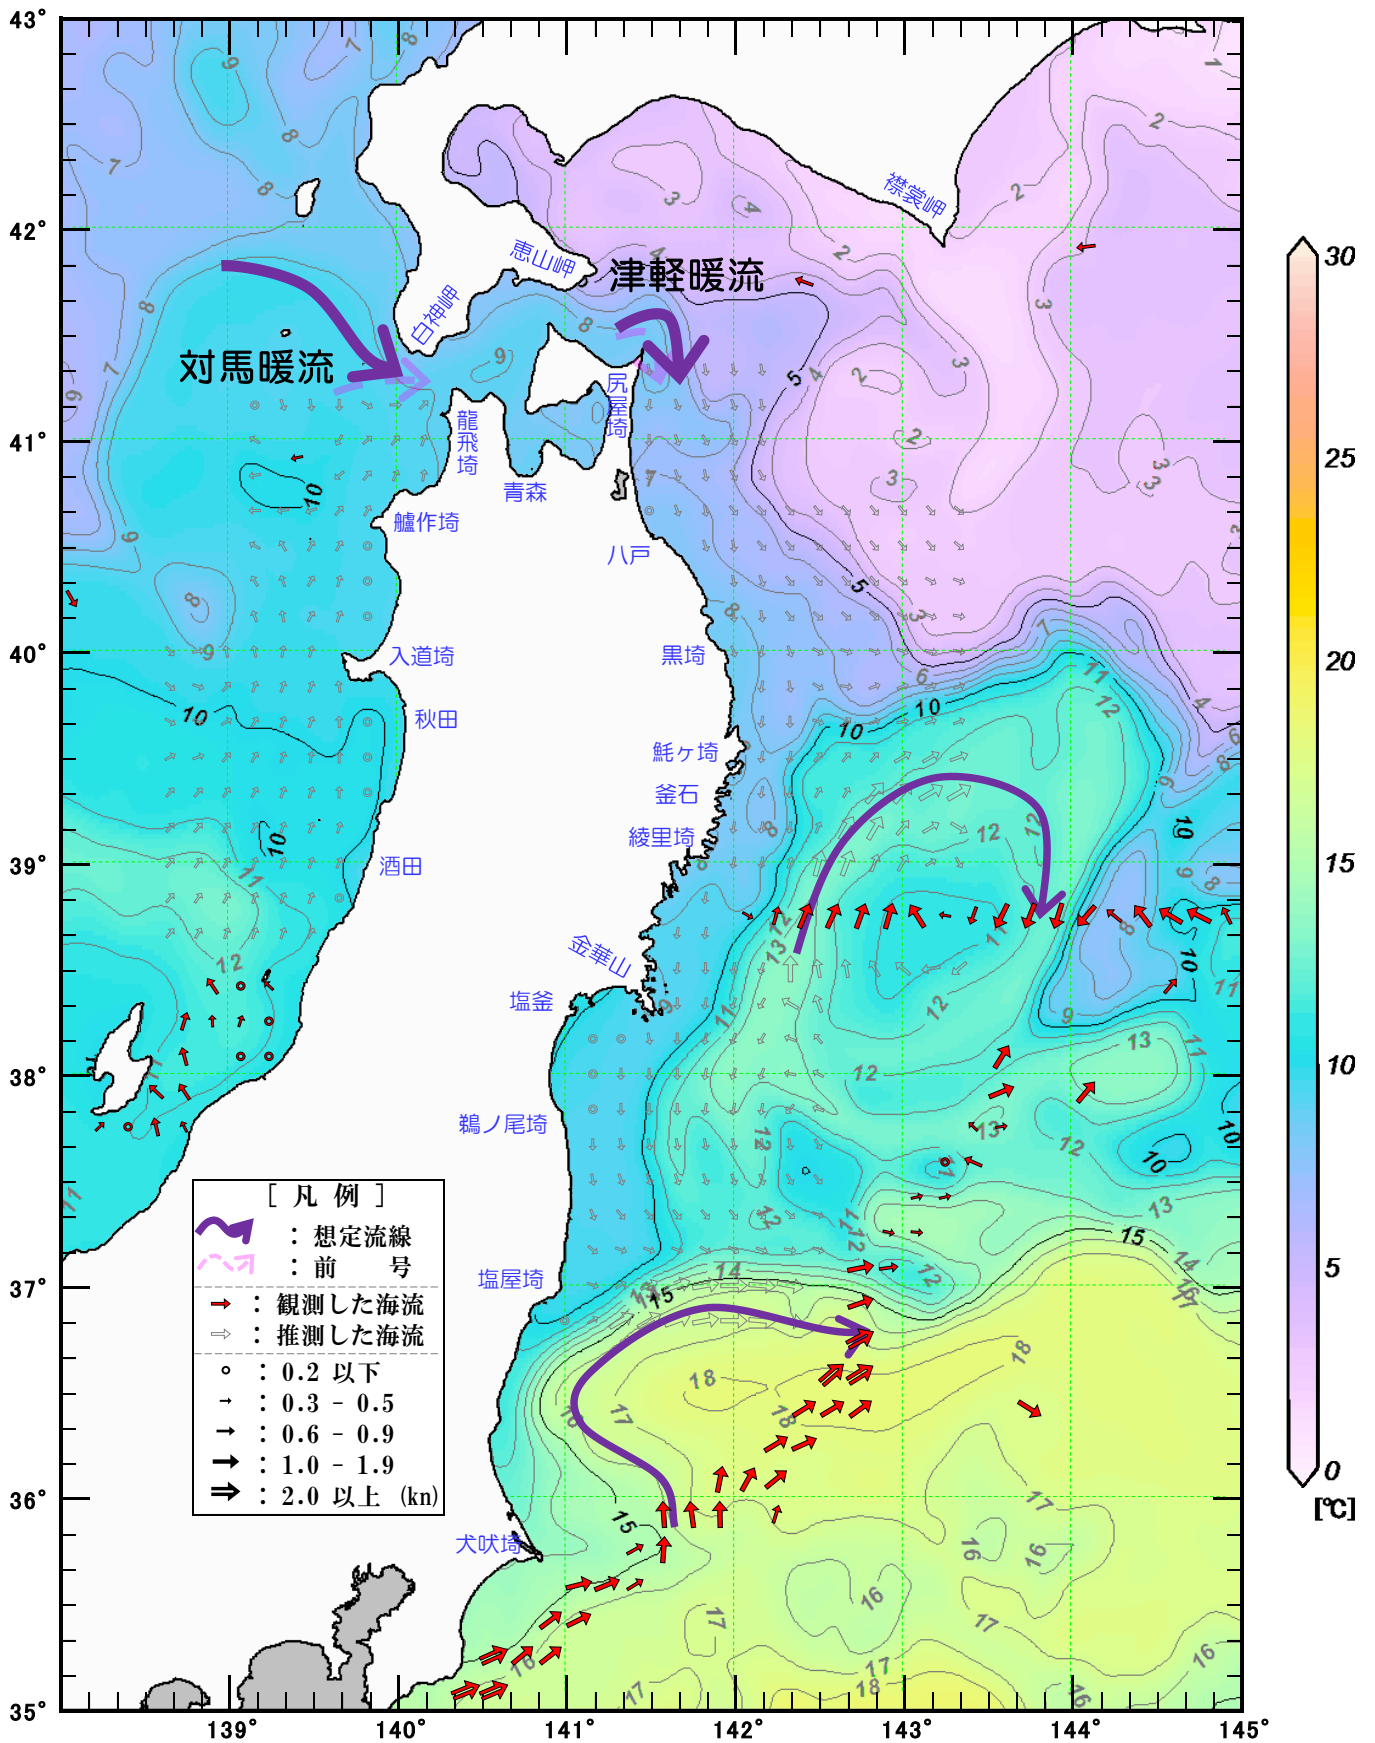 43°
42°
41°
40°
39°
38°
37°
36°
35°
139°
140°
141°
142°
143°
144°
145°
恵山岬
襟裳岬
白神岬
津軽暖流
対馬暖流
龍飛埼
尻屋埼
青森
艫作埼
八戸
入道埼
黒埼
秋田
魹ヶ埼
釜石
綾里埼
酒田
金華山
塩釜
鵜ノ尾埼
塩屋埼
犬吠埼
[ 凡 例 ]
: 想定流線
: 前 号
: 観測した海流
: 推測した海流
: 0.2 以下
: 0.3 - 0.5
: 0.6 - 0.9
: 1.0 - 1.9
: 2.0 以上 (kn)
30
25
20
15
10
5
0
[℃]